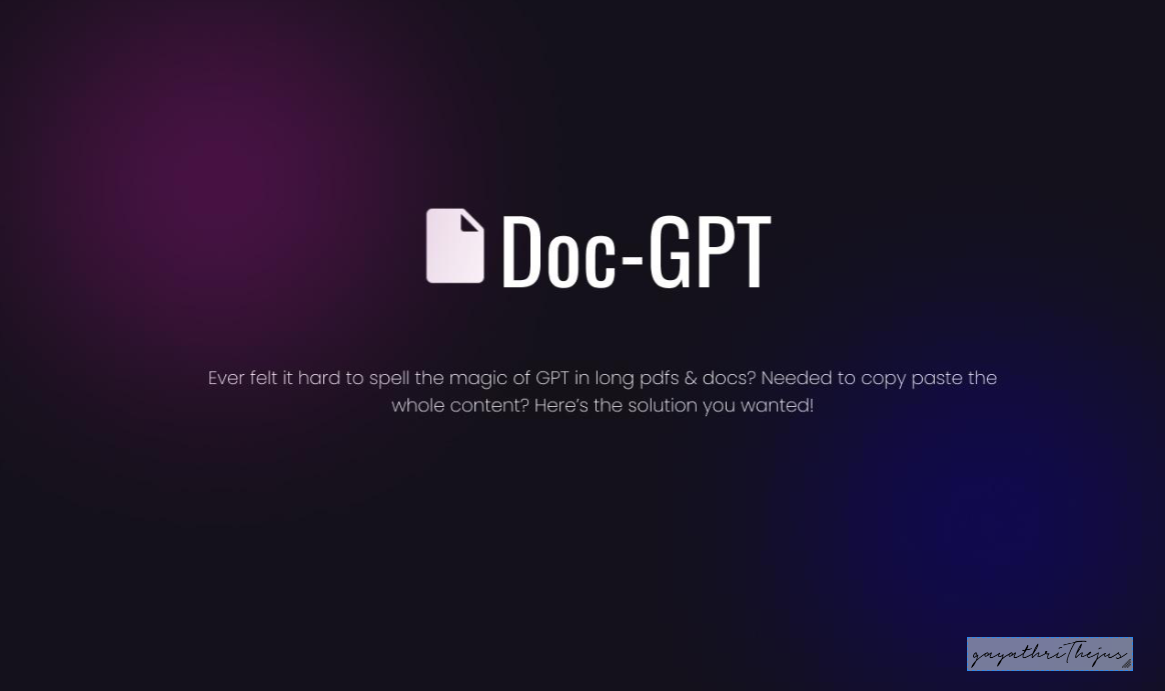 Doc-GPT
Ever felt it hard to spell the magic of GPT in long pdfs & docs? Needed to copy paste the
whole content? Here’s the solution you wanted!
gayathriThejus